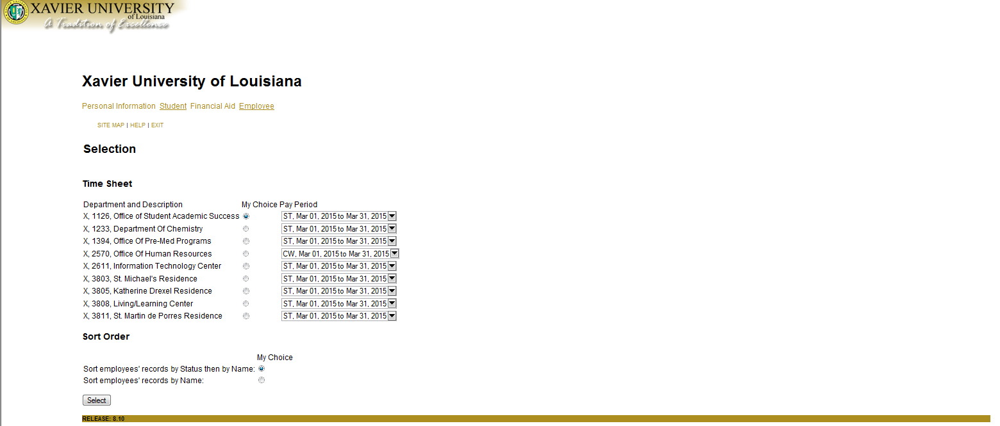 XAVIER UNIVERSITY
of Louisiana
A Tradition of Excellence
Xavier University of Louisiana
Personal Information Student Financial Aid Employee
SITE MAP | HELP | EXIT
Selection
Time Sheet
Department and Description My Choice Pay Period
X, 1126, Office of Student Academic Success ST, Mar 01, 2015 to Mar 31, 2015
X, 1233, Department Of Chemistry ST, Mar 01, 2015 to Mar 31, 2015
X, 1394, Office Of Pre-Med Programs ST, Mar 01, 2015 to Mar 31, 2015
X, 2570, Office Of Human Resources CW, Mar 01, 2015 to Mar 31, 2015
X, 2611, Information Technology Center ST, Mar 01, 2015 to Mar 31, 2015
X, 3803, St. Michael's Residence ST, Mar 01, 2015 to Mar 31, 2015
X, 3805, Katherine Drexel Residence ST, Mar 01, 2015 to Mar 31, 2015
X, 3808, Living/Learning Center ST, Mar 01, 2015 to Mar 31, 2015
X, 3811, St. Martin de Porres Residence ST, Mar 01, 2015 to Mar 31, 2015
Sort Order
My Choice
Sort employees' records by Status then by Name:
Sort employees' records by Name:
Select
RELEASE: 8.10